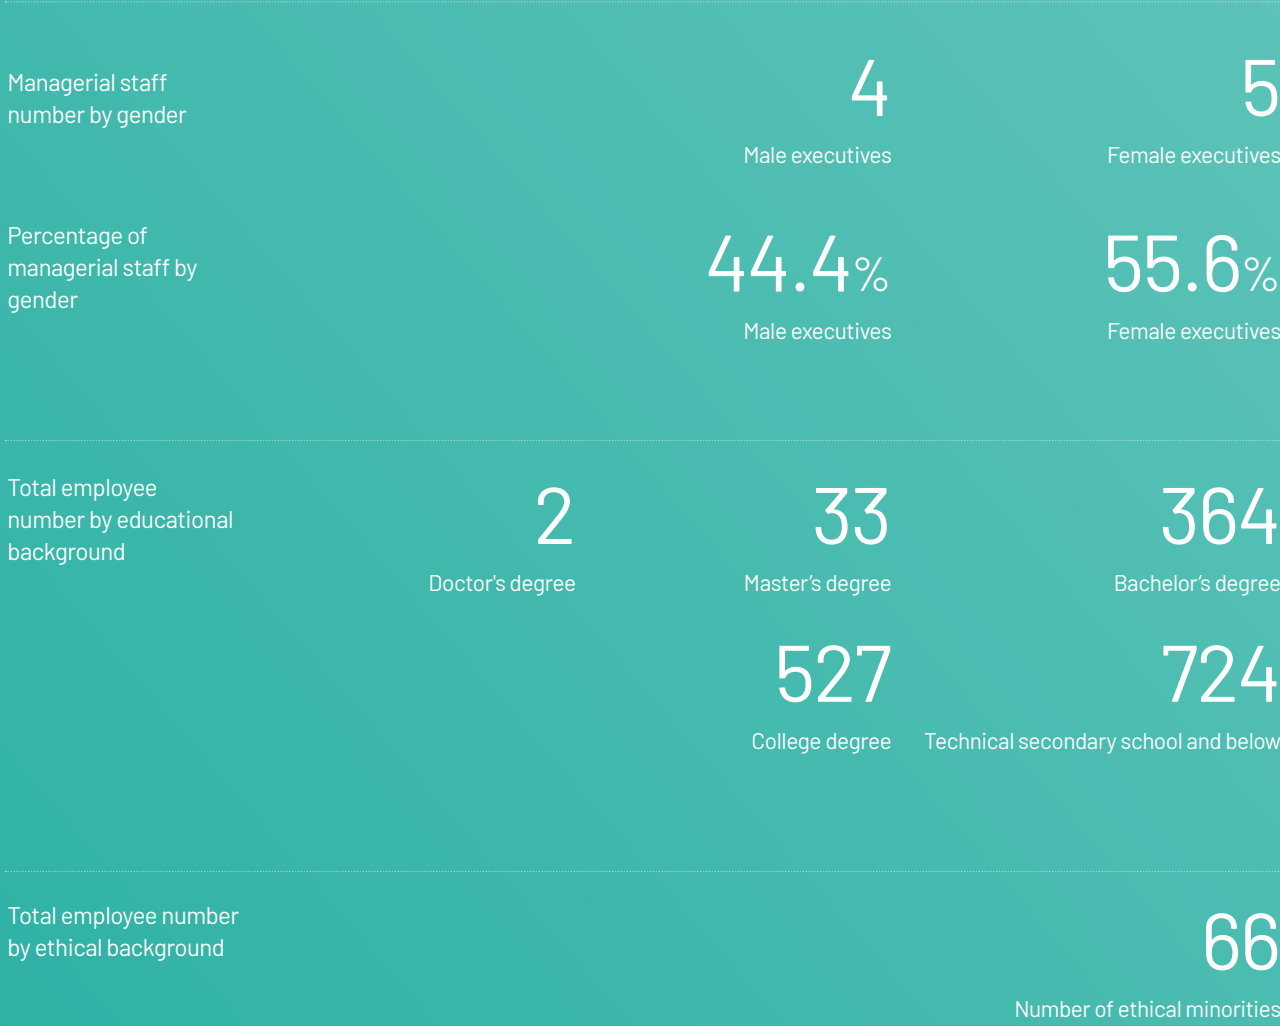 Managerial staff
number by gender
4
5
Male executives
Female executives
Percentage of
managerial staff by
gender
44.4%
55.6%
Male executives
Female executives
Total employee
number by educational
background
2
33
364
Doctor's degree
Master’s degree
Bachelor’s degree
527
724
College degree
Technical secondary school and below
Total employee number
by ethical background
66
Number of ethical minorities